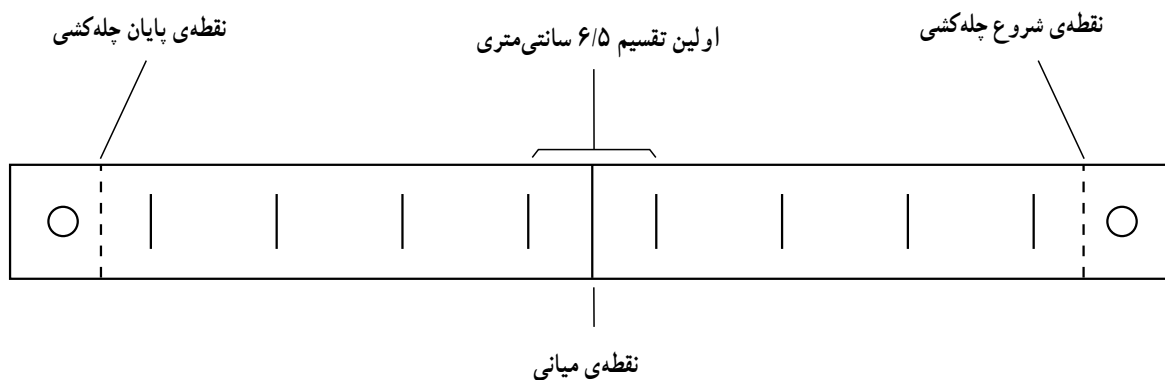 نقطه‌ی شروع چله‌کشی
اولین تقسیم ۶/۵ سانتی‌متری
نقطه‌ی پایان چله‌کشی
نقطه‌ی میانی